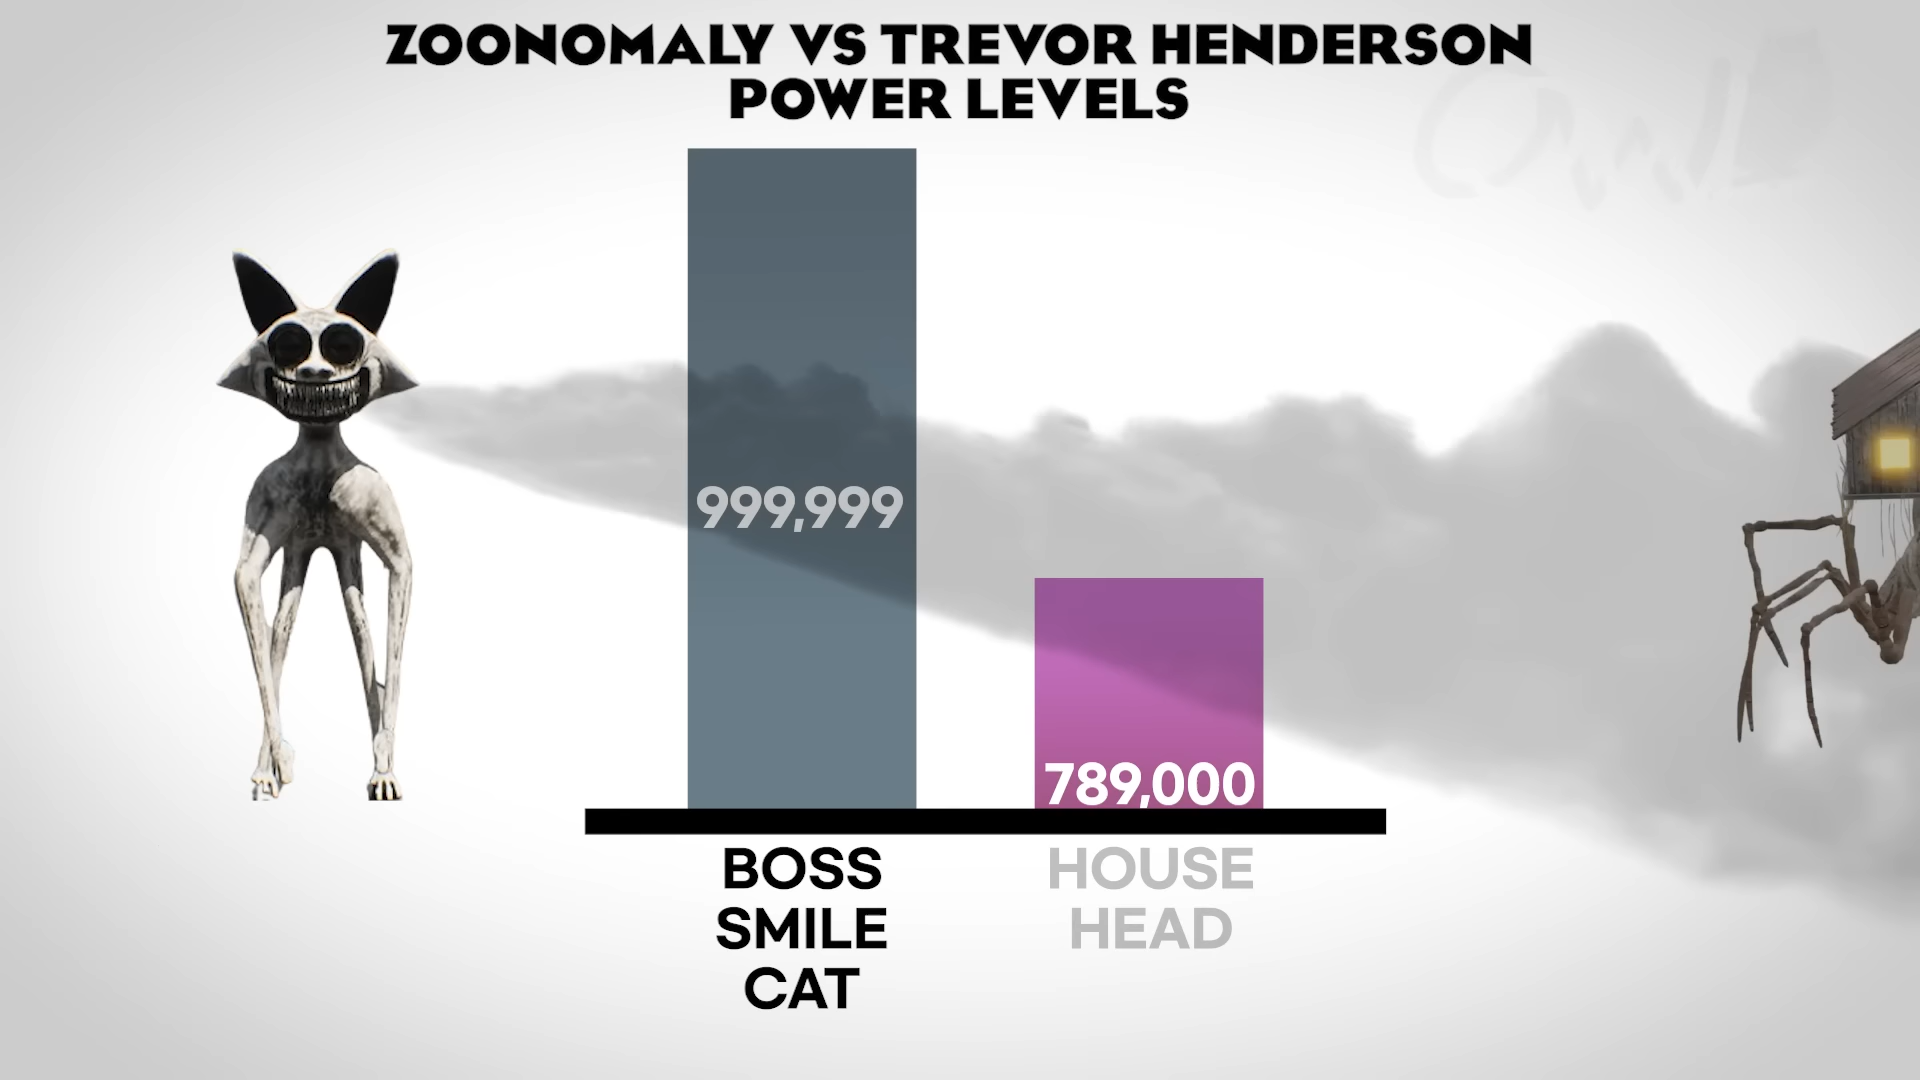 ZOONOMALY VS TREVOR HENDERSON
POWER LEVELS
999,999
789,000
BOSS
SMILE
CAT
HOUSE
HEAD